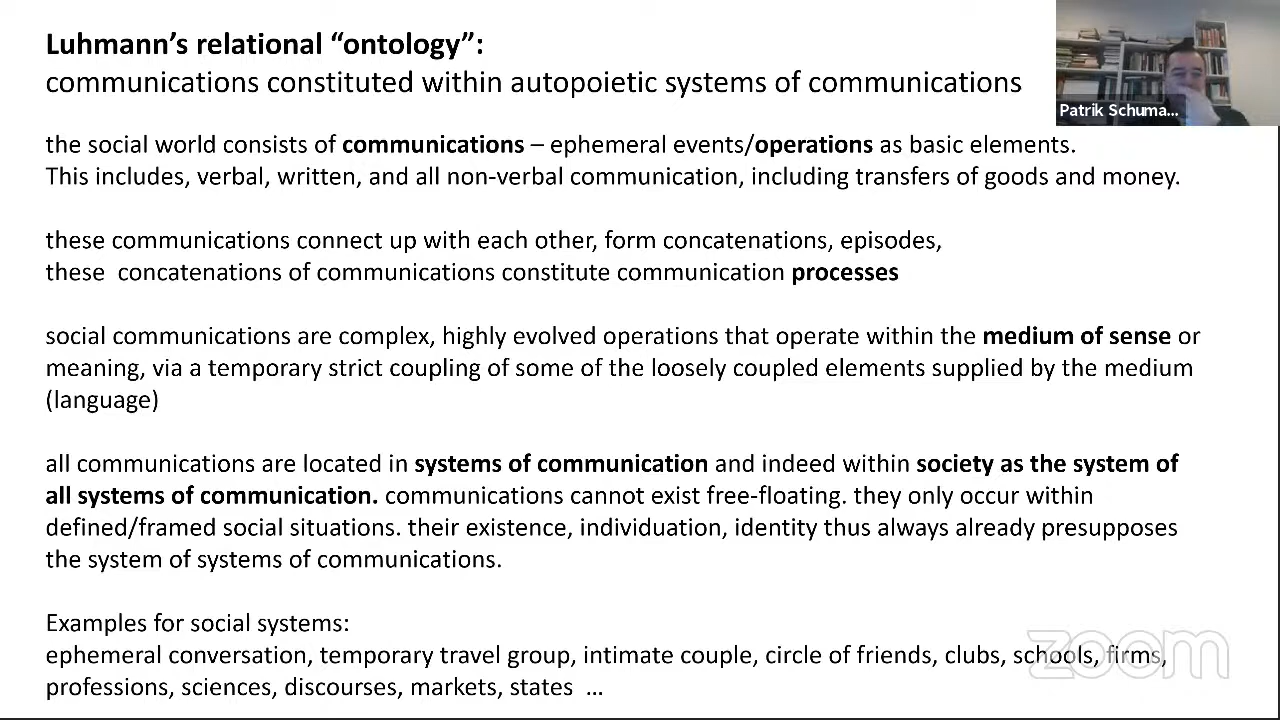 Luhmann's relational "ontology":
communications constituted within autopoietic systems of communications
Patrik Schuma...
the social world consists of communications – ephemeral events/operations as basic elements.
This includes, verbal, written, and all non-verbal communication, including transfers of goods and money.
these communications connect up with each other, form concatenations, episodes,
these  concatenations of communications constitute communication processes
social communications are complex, highly evolved operations that operate within the medium of sense or
meaning, via a temporary strict coupling of some of the loosely coupled elements supplied by the medium
(language)
all communications are located in systems of communication and indeed within society as the system of
all systems of communication. communications cannot exist free-floating. they only occur within
defined/framed social situations. their existence, individuation, identity thus always already presupposes
the system of systems of communications.
Examples for social systems:
ephemeral conversation, temporary travel group, intimate couple, circle of friends, clubs, schools, firms,
professions, sciences, discourses, markets, states  ...
zoom